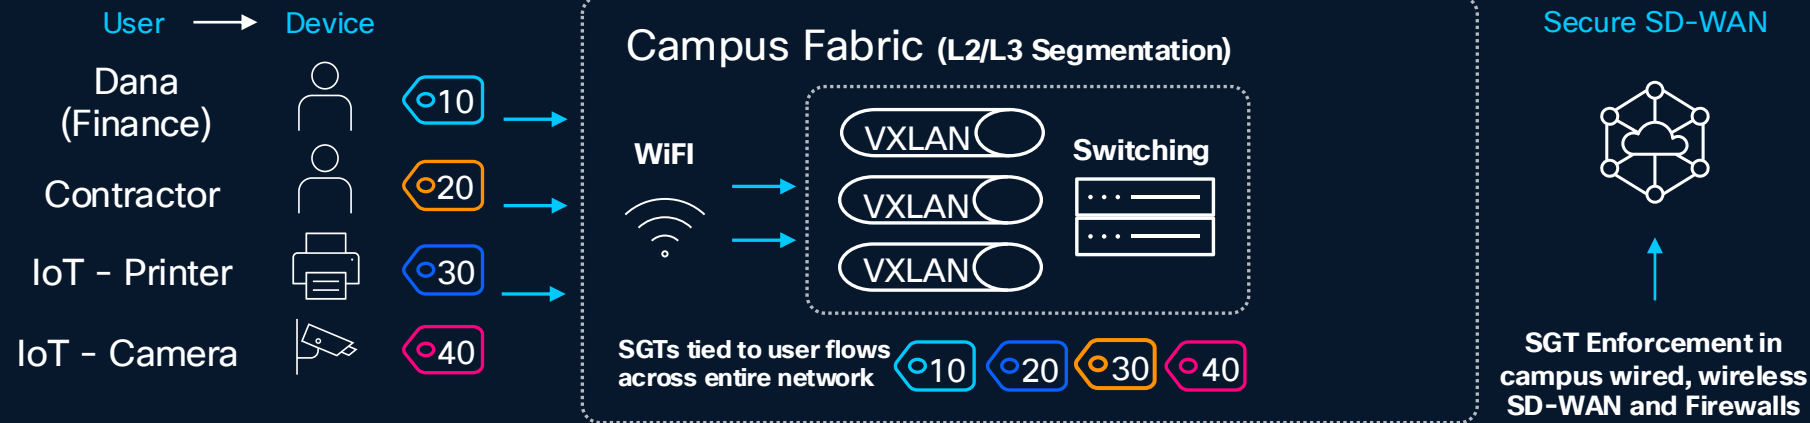 User
Device
Dana
(Finance)
10
Contractor
20
IoT - Printer
30
IoT - Camera
40
Campus Fabric (L2/L3 Segmentation)
WiFI
VXLAN
VXLAN
VXLAN
Switching
SGTs tied to user flows
across entire network
10
20
30
40
Secure SD-WAN
SGT Enforcement in
campus wired, wireless
SD-WAN and Firewalls